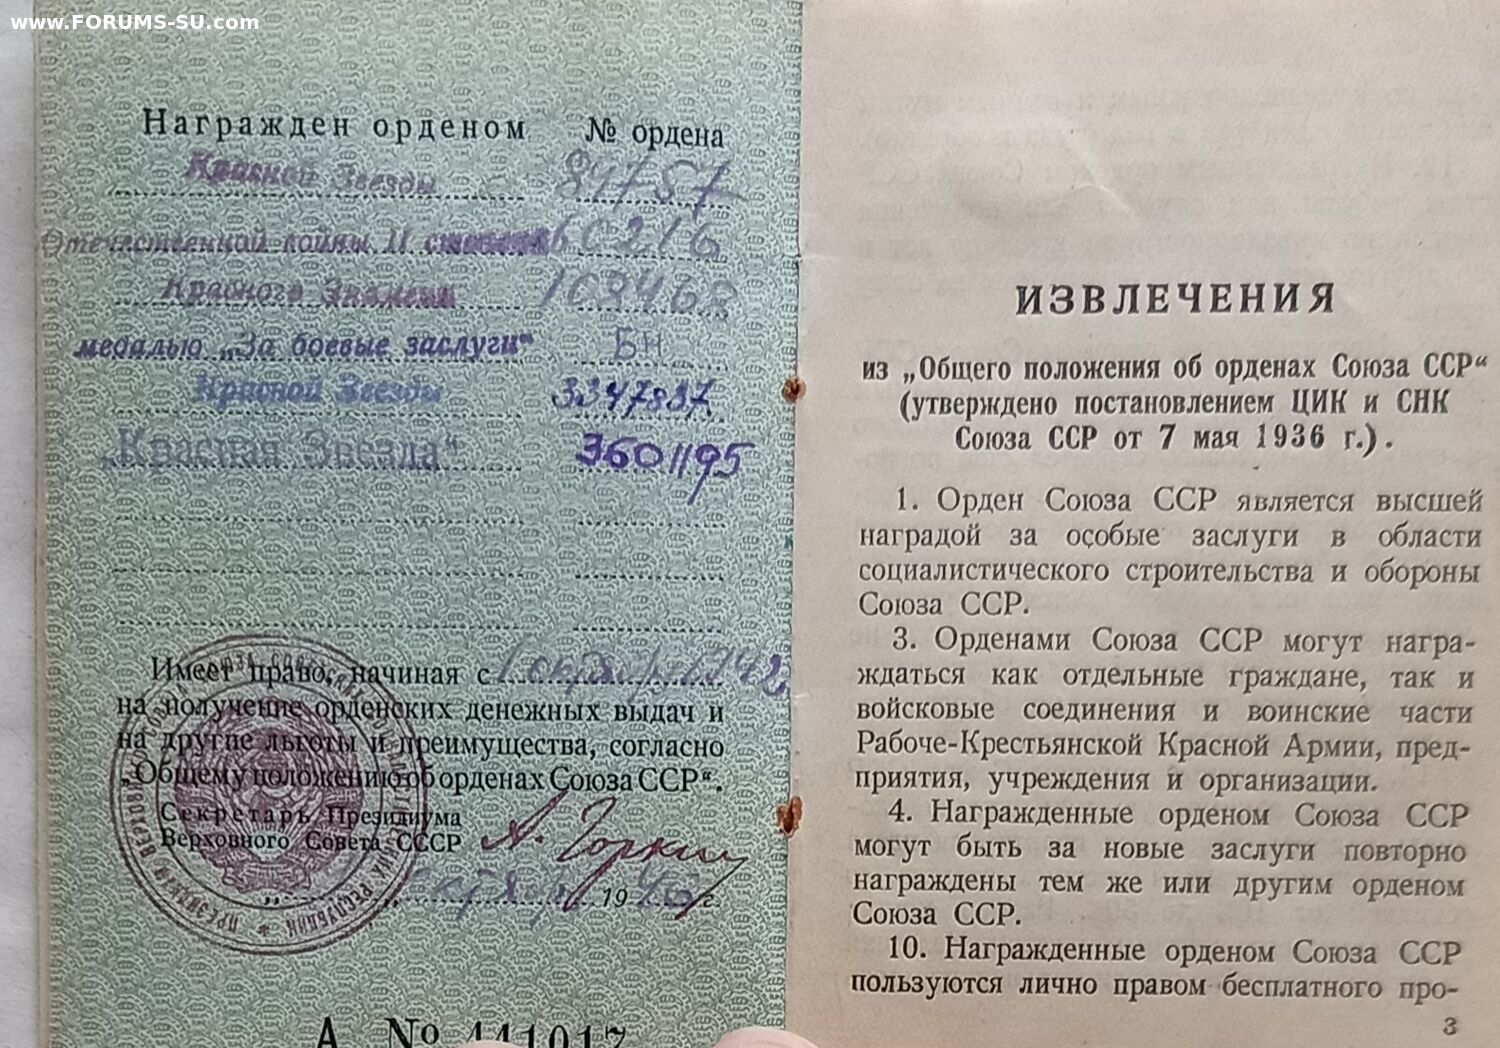 www.FORUMS-SU.com
Награжден орденом № ордена
Красной Звезды 89757
Отечественной войны II степени 60216
Красного Знамени 109463
медалью „За боевые заслуги“ БН
Красной Звезды 3347837
„Красная Звезда“ 3601195
Имеет право, начиная с 1 октября 1942
на получение орденских денежных выдач и
на другие льготы и преимущества, согласно
„Общему положению об орденах Союза ССР“.
Секретарь Президиума
Верховного Совета СССР А. Горкин
октября 19 г.
А № 441017
ИЗВЛЕЧЕНИЯ
из „Общего положения об орденах Союза ССР“
(утверждено постановлением ЦИК и СНК
Союза ССР от 7 мая 1936 г.).
1. Орден Союза ССР является высшей
наградой за особые заслуги в области
социалистического строительства и обороны
Союза ССР.
3. Орденами Союза ССР могут награ-
ждаться как отдельные граждане, так и
войсковые соединения и воинские части
Рабоче-Крестьянской Красной Армии, пред-
приятия, учреждения и организации.
4. Награжденные орденом Союза ССР
могут быть за новые заслуги повторно
награждены тем же или другим орденом
Союза ССР.
10. Награжденные орденом Союза ССР
пользуются лично правом бесплатного про-
3